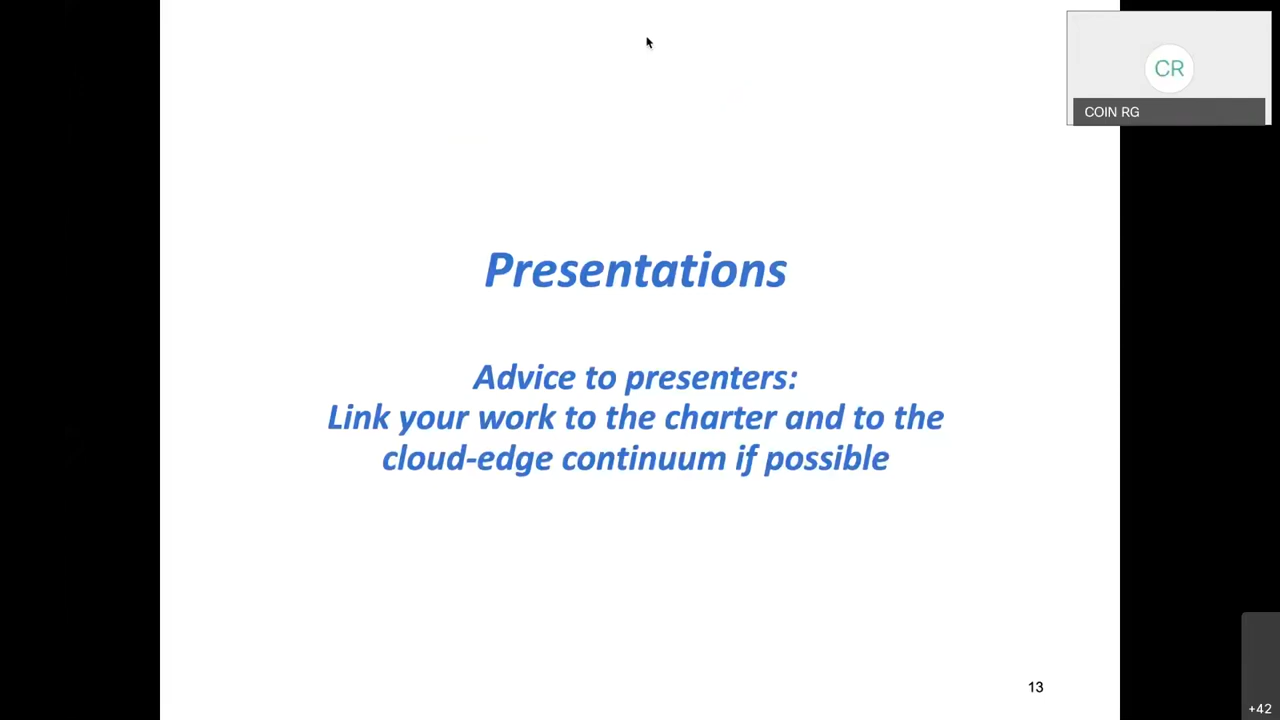 CR
COIN RG
Presentations
Advice to presenters:
Link your work to the charter and to the
cloud-edge continuum if possible
13
+42